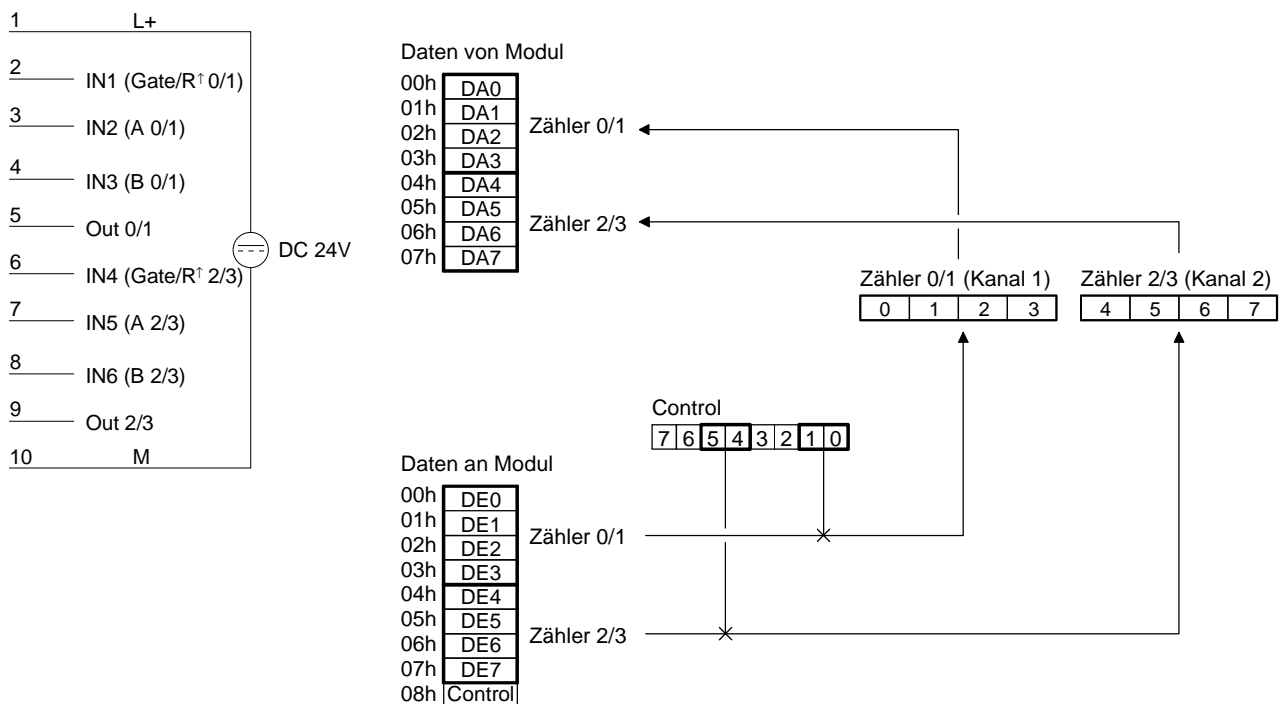 1 L+
2 IN1 (Gate/R↑ 0/1)
3 IN2 (A 0/1)
4 IN3 (B 0/1)
5 Out 0/1
6 IN4 (Gate/R↑ 2/3)
7 IN5 (A 2/3)
8 IN6 (B 2/3)
9 Out 2/3
10 M
DC 24V
Daten von Modul
00h DA0
01h DA1
02h DA2
03h DA3
04h DA4
05h DA5
06h DA6
07h DA7
Zähler 0/1
Zähler 2/3
Zähler 0/1 (Kanal 1)
0 1 2 3
Zähler 2/3 (Kanal 2)
4 5 6 7
Control
7 6 5 4 3 2 1 0
Daten an Modul
00h DE0
01h DE1
02h DE2
03h DE3
04h DE4
05h DE5
06h DE6
07h DE7
08h Control
Zähler 0/1
Zähler 2/3